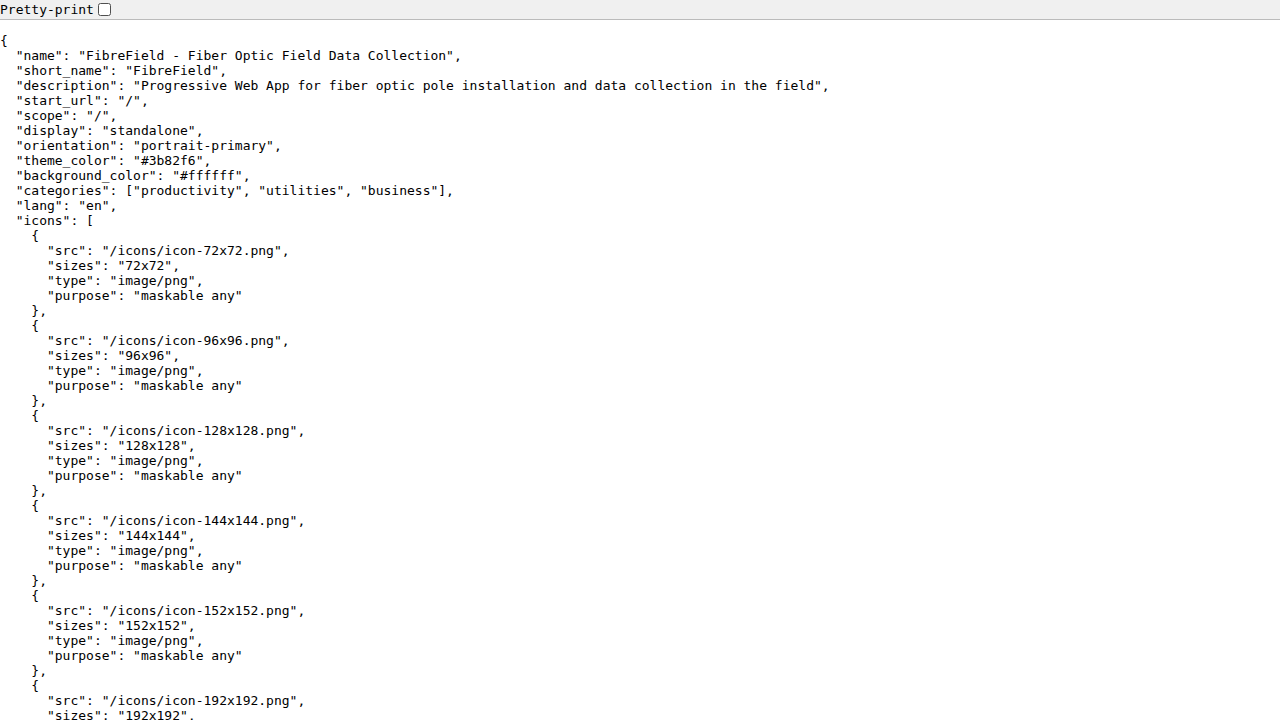 Pretty-print
{
  "name": "FibreField - Fiber Optic Field Data Collection",
  "short_name": "FibreField",
  "description": "Progressive Web App for fiber optic pole installation and data collection in the field",
  "start_url": "/",
  "scope": "/",
  "display": "standalone",
  "orientation": "portrait-primary",
  "theme_color": "#3b82f6",
  "background_color": "#ffffff",
  "categories": ["productivity", "utilities", "business"],
  "lang": "en",
  "icons": [
    {
      "src": "/icons/icon-72x72.png",
      "sizes": "72x72",
      "type": "image/png",
      "purpose": "maskable any"
    },
    {
      "src": "/icons/icon-96x96.png",
      "sizes": "96x96",
      "type": "image/png",
      "purpose": "maskable any"
    },
    {
      "src": "/icons/icon-128x128.png",
      "sizes": "128x128",
      "type": "image/png",
      "purpose": "maskable any"
    },
    {
      "src": "/icons/icon-144x144.png",
      "sizes": "144x144",
      "type": "image/png",
      "purpose": "maskable any"
    },
    {
      "src": "/icons/icon-152x152.png",
      "sizes": "152x152",
      "type": "image/png",
      "purpose": "maskable any"
    },
    {
      "src": "/icons/icon-192x192.png",
      "sizes": "192x192",